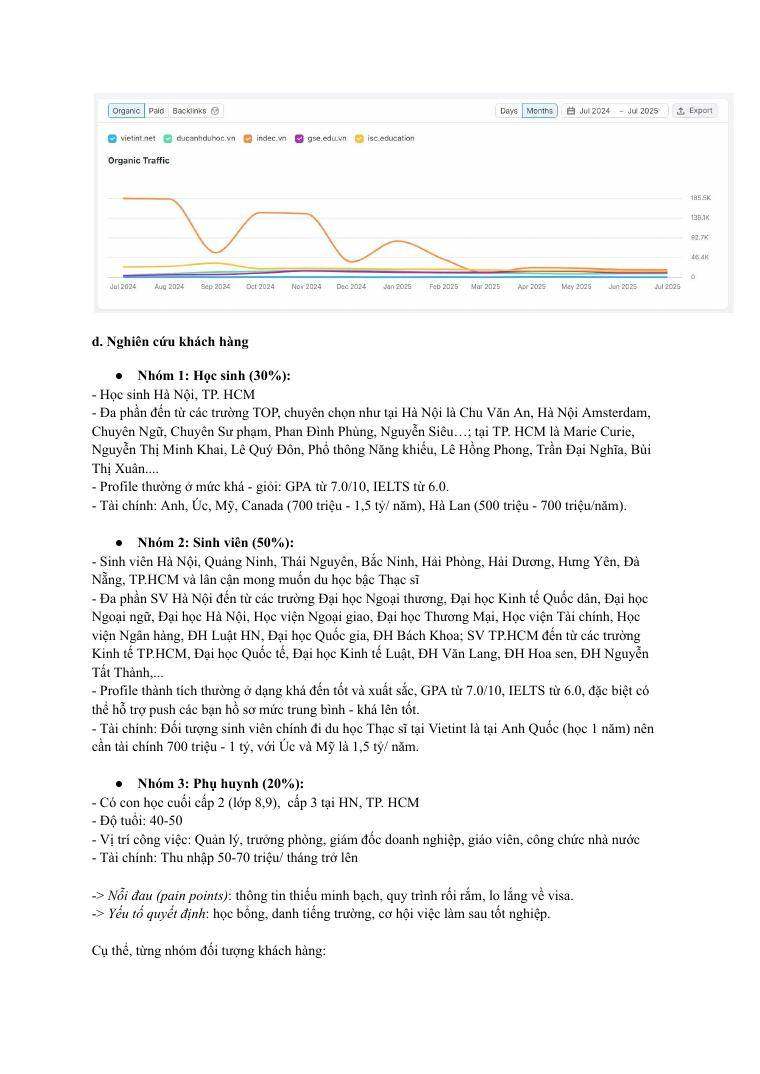 Organic Paid Backlinks Days Months Jul 2024 - Jul 2025 Export
vietint.net ducanhduhoc.vn indec.vn gse.edu.vn isc.education
Organic Traffic
185.5K
139.1K
92.7K
46.4K
0
Jul 2024 Aug 2024 Sep 2024 Oct 2024 Nov 2024 Dec 2024 Jan 2025 Feb 2025 Mar 2025 Apr 2025 May 2025 Jun 2025 Jul 2025
d. Nghiên cứu khách hàng
● Nhóm 1: Học sinh (30%):
- Học sinh Hà Nội, TP. HCM
- Đa phần đến từ các trường TOP, chuyên chọn như tại Hà Nội là Chu Văn An, Hà Nội Amsterdam,
Chuyên Ngữ, Chuyên Sư phạm, Phan Đình Phùng, Nguyễn Siêu…; tại TP. HCM là Marie Curie,
Nguyễn Thị Minh Khai, Lê Quý Đôn, Phổ thông Năng khiếu, Lê Hồng Phong, Trần Đại Nghĩa, Bùi
Thị Xuân....
- Profile thường ở mức khá - giỏi: GPA từ 7.0/10, IELTS từ 6.0.
- Tài chính: Anh, Úc, Mỹ, Canada (700 triệu - 1,5 tỷ/ năm), Hà Lan (500 triệu - 700 triệu/năm).
● Nhóm 2: Sinh viên (50%):
- Sinh viên Hà Nội, Quảng Ninh, Thái Nguyên, Bắc Ninh, Hải Phòng, Hải Dương, Hưng Yên, Đà
Nẵng, TP.HCM và lân cận mong muốn du học bậc Thạc sĩ
- Đa phần SV Hà Nội đến từ các trường Đại học Ngoại thương, Đại học Kinh tế Quốc dân, Đại học
Ngoại ngữ, Đại học Hà Nội, Học viện Ngoại giao, Đại học Thương Mại, Học viện Tài chính, Học
viện Ngân hàng, ĐH Luật HN, Đại học Quốc gia, ĐH Bách Khoa; SV TP.HCM đến từ các trường
Kinh tế TP.HCM, Đại học Quốc tế, Đại học Kinh tế Luật, ĐH Văn Lang, ĐH Hoa sen, ĐH Nguyễn
Tất Thành,...
- Profile thành tích thường ở dạng khá đến tốt và xuất sắc, GPA từ 7.0/10, IELTS từ 6.0, đặc biệt có
thể hỗ trợ push các bạn hồ sơ mức trung bình - khá lên tốt.
- Tài chính: Đối tượng sinh viên chính đi du học Thạc sĩ tại Vietint là tại Anh Quốc (học 1 năm) nên
cần tài chính 700 triệu - 1 tỷ, với Úc và Mỹ là 1,5 tỷ/ năm.
● Nhóm 3: Phụ huynh (20%):
- Có con học cuối cấp 2 (lớp 8,9), cấp 3 tại HN, TP. HCM
- Độ tuổi: 40-50
- Vị trí công việc: Quản lý, trưởng phòng, giám đốc doanh nghiệp, giáo viên, công chức nhà nước
- Tài chính: Thu nhập 50-70 triệu/ tháng trở lên
-> Nỗi đau (pain points): thông tin thiếu minh bạch, quy trình rối rắm, lo lắng về visa.
-> Yếu tố quyết định: học bổng, danh tiếng trường, cơ hội việc làm sau tốt nghiệp.
Cụ thể, từng nhóm đối tượng khách hàng: